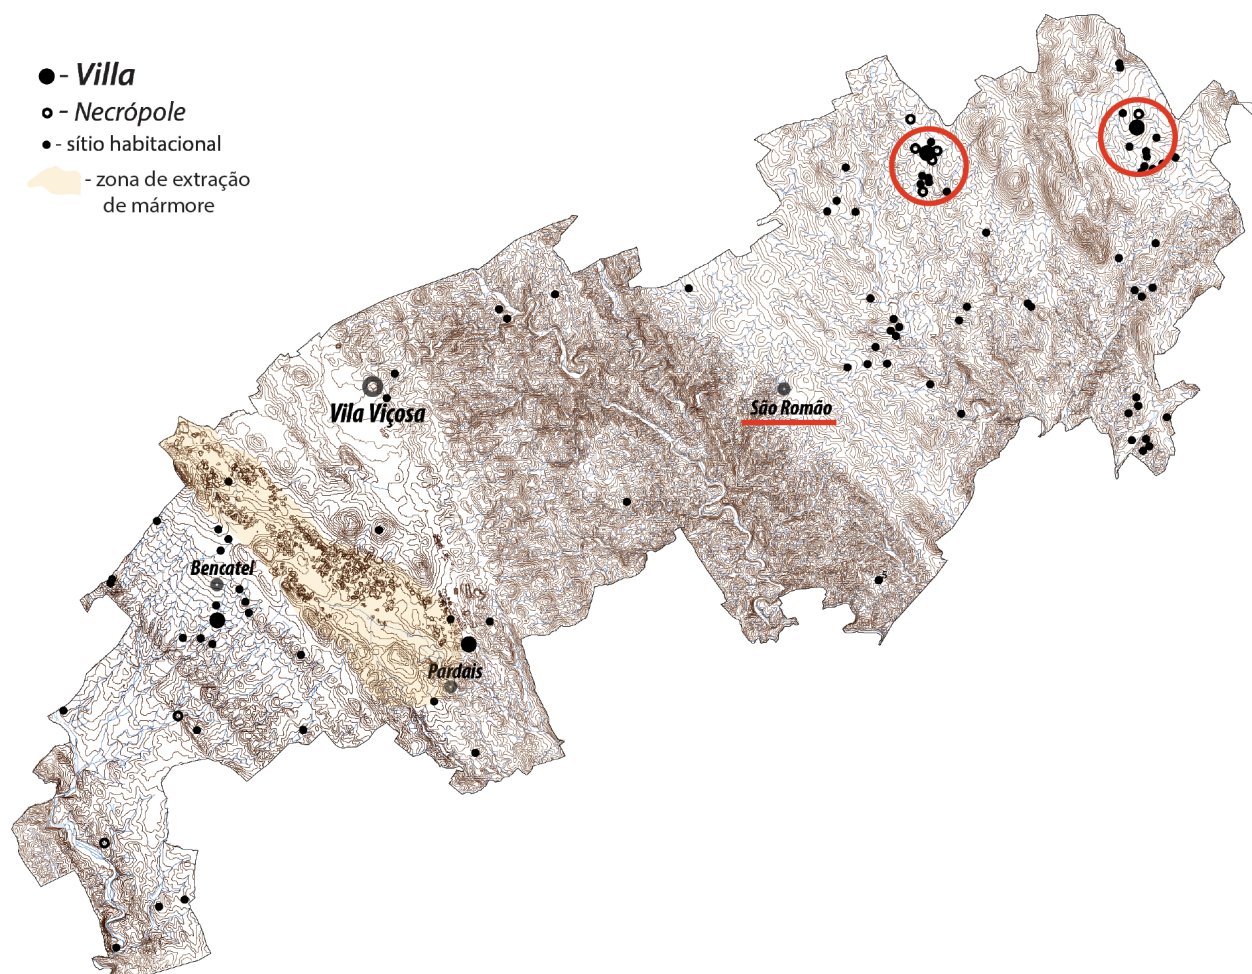 - Villa
- Necrópole
- sítio habitacional
- zona de extração
de mármore
Vila Viçosa
São Romão
Bencatel
Pardais